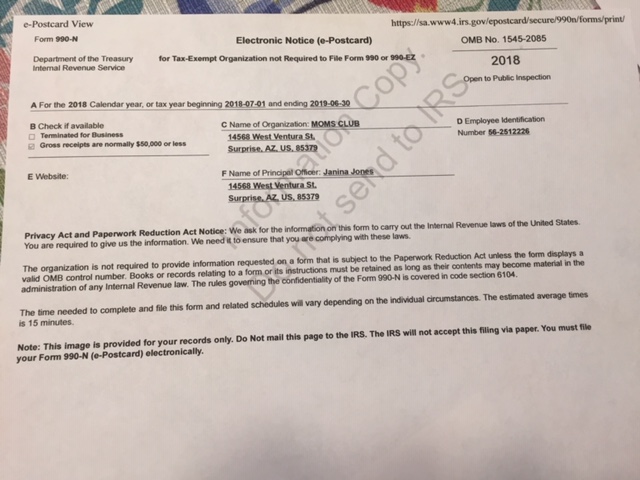 e-Postcard View
https://sa.www4.irs.gov/epostcard/secure/990n/forms/print/
Form 990-N
Electronic Notice (e-Postcard)
OMB No. 1545-2085
Department of the Treasury
Internal Revenue Service
for Tax-Exempt Organization not Required to File Form 990 or 990-EZ
2018
Open to Public Inspection
A For the 2018 Calendar year, or tax year beginning 2018-07-01 and ending 2019-06-30
B Check if available
Terminated for Business
Gross receipts are normally $50,000 or less
C Name of Organization: MOMS CLUB
14568 West Ventura St,
Surprise, AZ, US, 85379
D Employee Identification
Number 56-2512226
E Website:
F Name of Principal Officer: Janina Jones
14568 West Ventura St,
Surprise, AZ, US, 85379
Privacy Act and Paperwork Reduction Act Notice: We ask for the information on this form to carry out the Internal Revenue laws of the United States.
You are required to give us the information. We need it to ensure that you are complying with these laws.
The organization is not required to provide information requested on a form that is subject to the Paperwork Reduction Act unless the form displays a
valid OMB control number. Books or records relating to a form or its instructions must be retained as long as their contents may become material in the
administration of any Internal Revenue law. The rules governing the confidentiality of the Form 990-N is covered in code section 6104.
The time needed to complete and file this form and related schedules will vary depending on the individual circumstances. The estimated average times
is 15 minutes.
Note: This image is provided for your records only. Do Not mail this page to the IRS. The IRS will not accept this filing via paper. You must file
your Form 990-N (e-Postcard) electronically.
Information Copy.
Do not send to IRS.